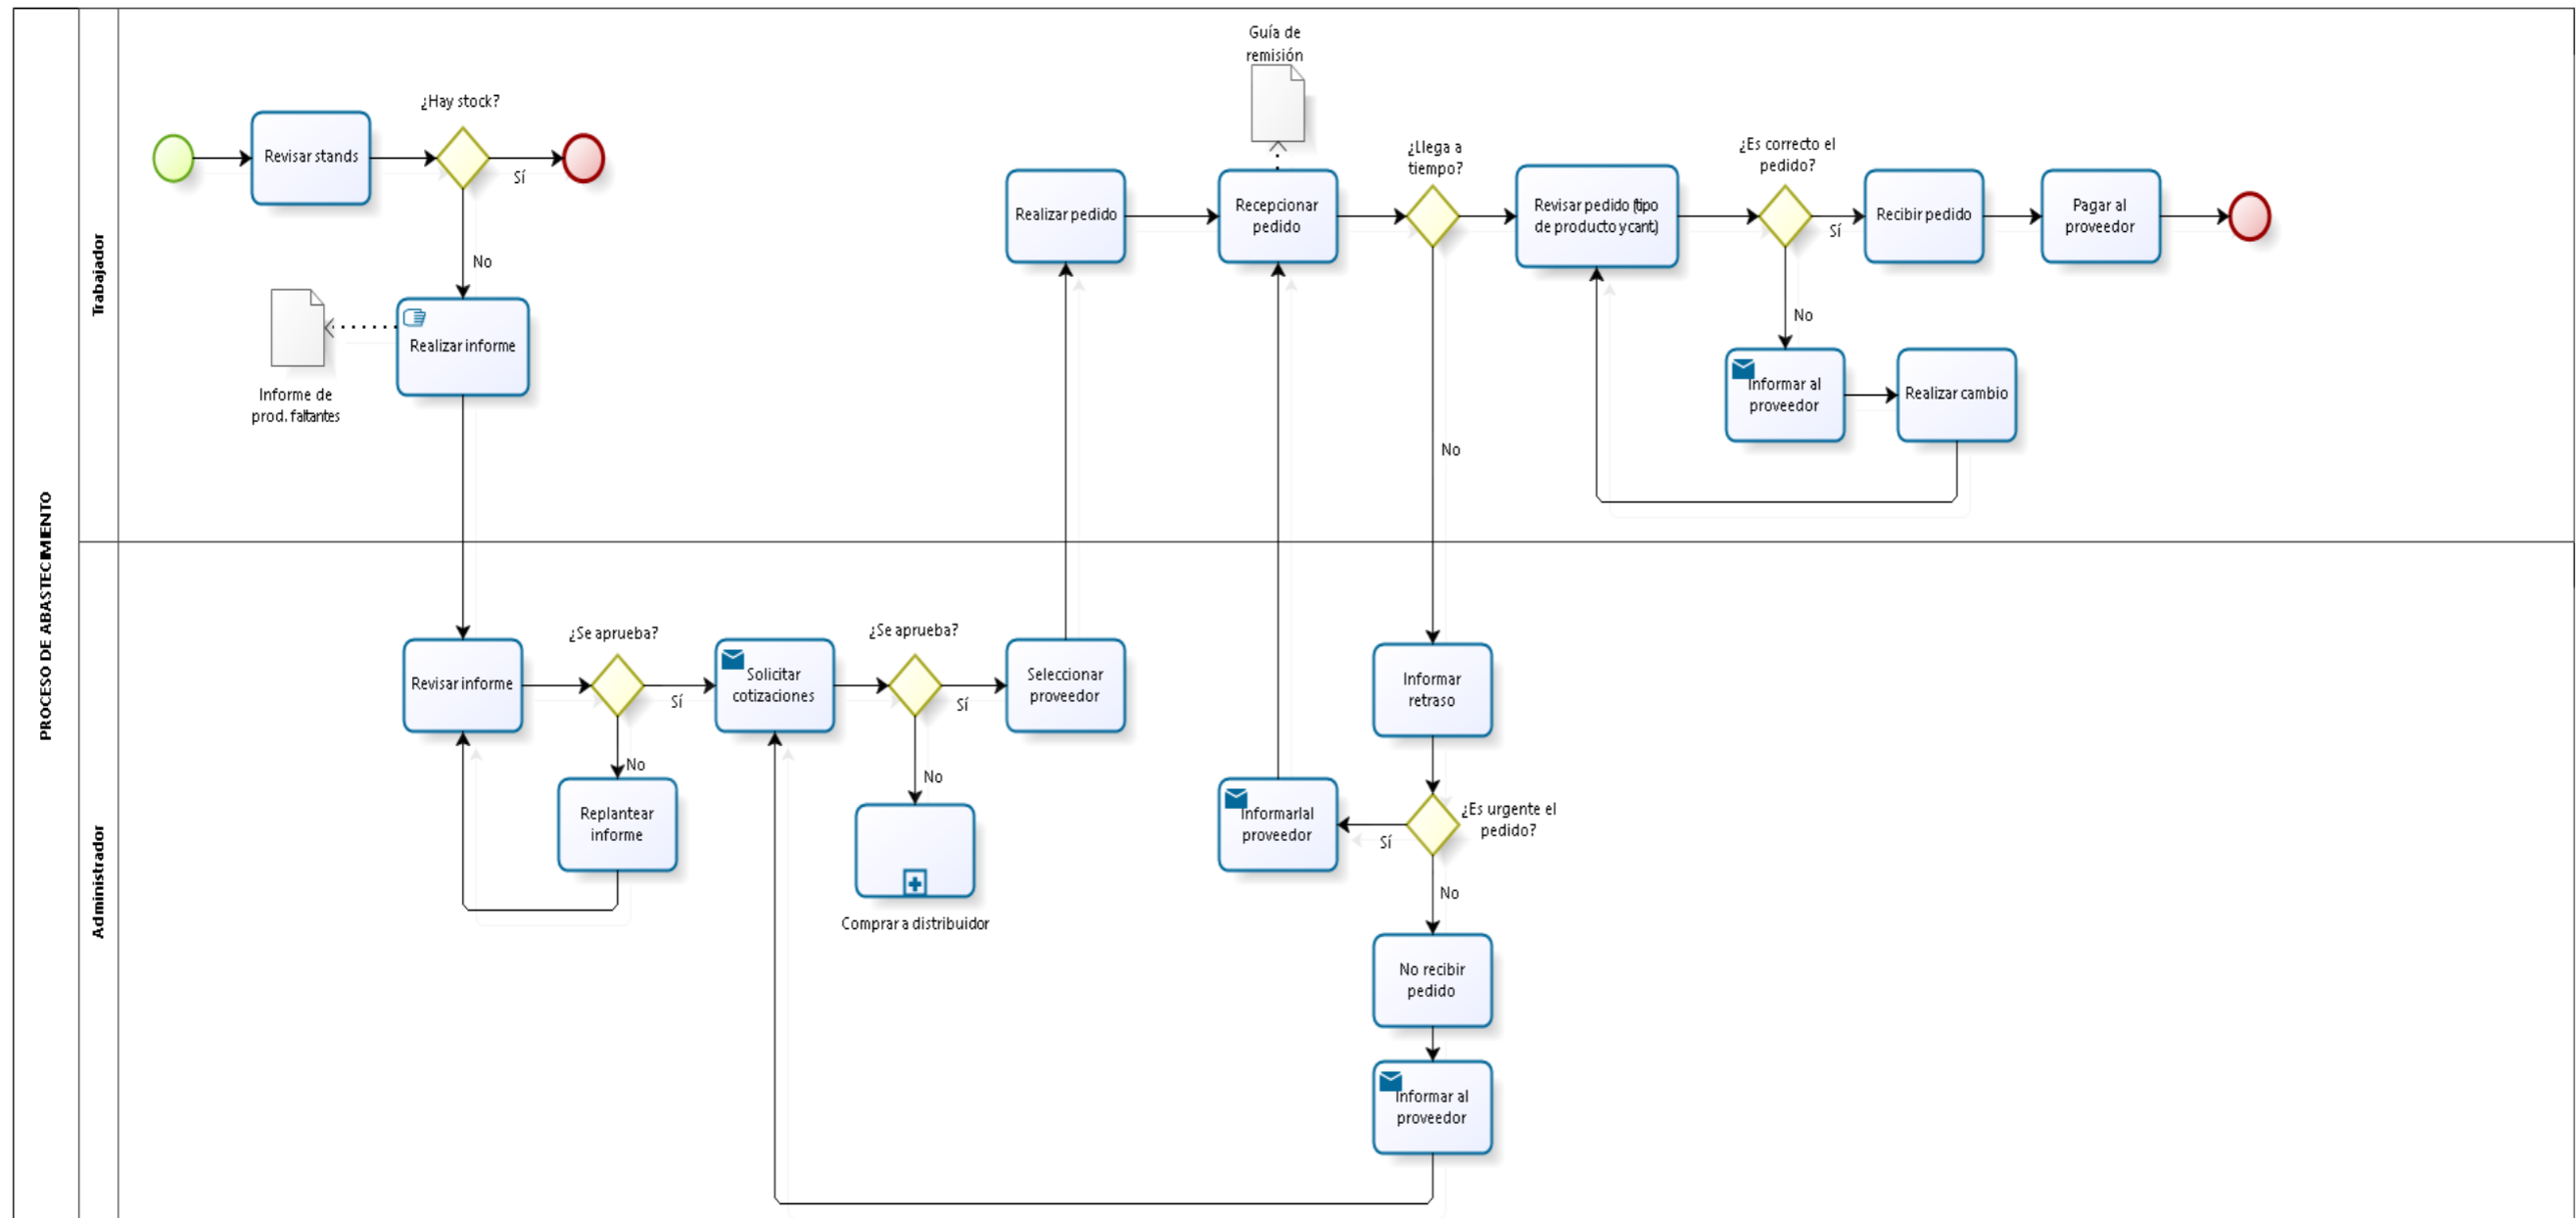 PROCESO DE ABASTECIMIENTO
Trabajador
Revisar stands
¿Hay stock?
Sí
No
Realizar informe
Informe de
prod. faltantes
Realizar pedido
Guía de
remisión
Recepcionar
pedido
¿Llega a
tiempo?
No
Revisar pedido (tipo
de producto y cant.)
¿Es correcto el
pedido?
Sí
No
Recibir pedido
Pagar al
proveedor
Informar al
proveedor
Realizar cambio
Administrador
Revisar informe
¿Se aprueba?
Sí
No
Replantear
informe
Solicitar
cotizaciones
¿Se aprueba?
Sí
No
Comprar a distribuidor
Seleccionar
proveedor
Informar
retraso
¿Es urgente el
pedido?
Sí
No
Informarlal
proveedor
No recibir
pedido
Informar al
proveedor